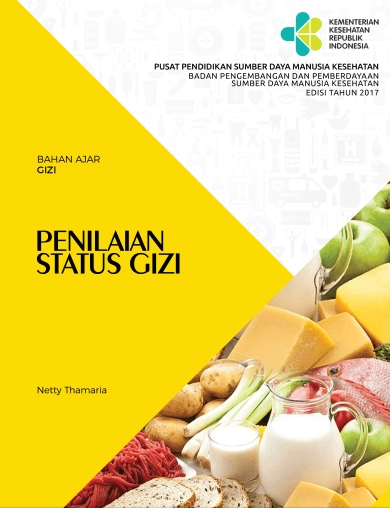 KEMENTERIAN
KESEHATAN
REPUBLIK
INDONESIA
PUSAT PENDIDIKAN SUMBER DAYA MANUSIA KESEHATAN
BADAN PENGEMBANGAN DAN PEMBERDAYAAN
SUMBER DAYA MANUSIA KESEHATAN
EDISI TAHUN 2017
BAHAN AJAR
GIZI
PENILAIAN
STATUS GIZI
Netty Thamaria